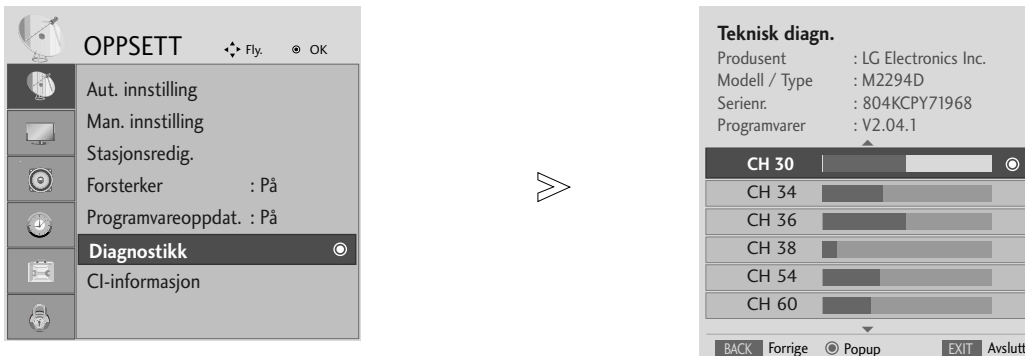 OPPSETT Fly. OK
Aut. innstilling
Man. innstilling
Stasjonsredig.
Forsterker : På
Programvareoppdat. : På
Diagnostikk
CI-informasjon
Teknisk diagn.
Produsent : LG Electronics Inc.
Modell / Type : M2294D
Serienr. : 804KCPY71968
Programvarer : V2.04.1
CH 30
CH 34
CH 36
CH 38
CH 54
CH 60
BACK Forrige Popup EXIT Avslutt